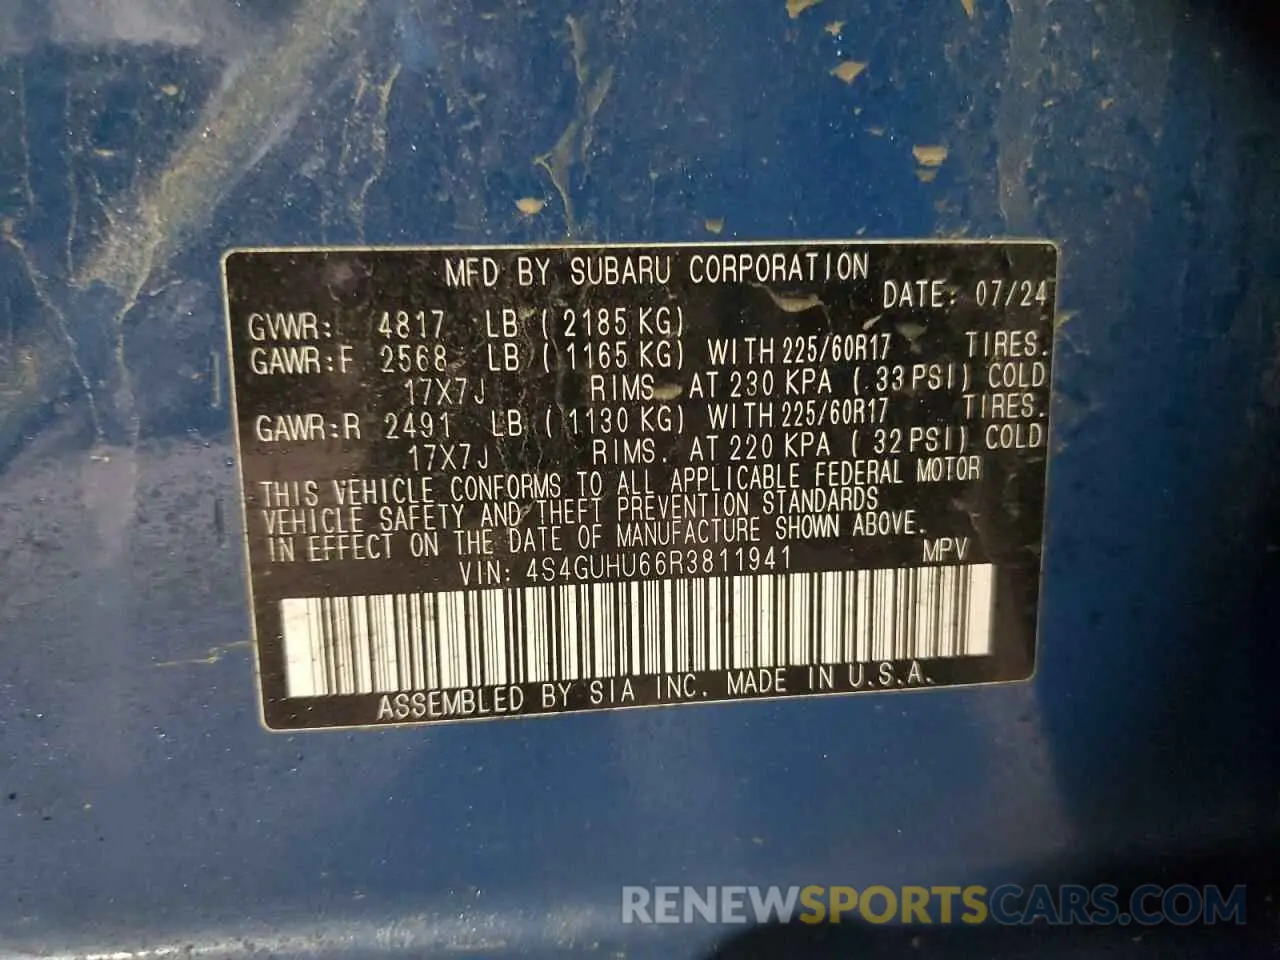 MFD BY SUBARU CORPORATION
DATE: 07/24
GVWR: 4817 LB (2185 KG)
GAWR:F 2568 LB (1165 KG) WITH 225/60R17 TIRES.
17X7J RIMS. AT 230 KPA (33 PSI) COLD
GAWR:R 2491 LB (1130 KG) WITH 225/60R17 TIRES.
17X7J RIMS. AT 220 KPA (32 PSI) COLD
THIS VEHICLE CONFORMS TO ALL APPLICABLE FEDERAL MOTOR
VEHICLE SAFETY AND THEFT PREVENTION STANDARDS
IN EFFECT ON THE DATE OF MANUFACTURE SHOWN ABOVE.
VIN: 4S4GUHU66R3811941 MPV
ASSEMBLED BY SIA INC. MADE IN U.S.A.
RENEWSPORTSCARS.COM